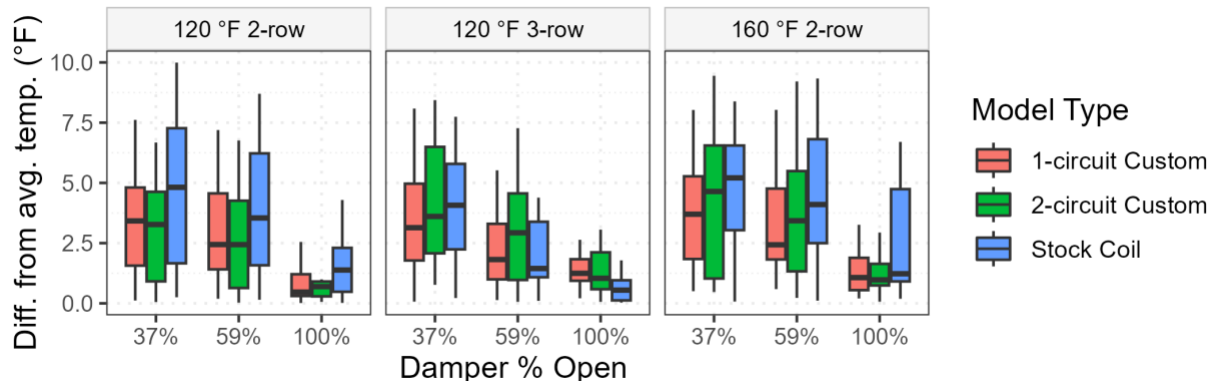 120 °F 2-row
120 °F 3-row
160 °F 2-row
Diff. from avg. temp. (°F)
10.0
7.5
5.0
2.5
0.0
37% 59% 100%
37% 59% 100%
37% 59% 100%
Damper % Open
Model Type
1-circuit Custom
2-circuit Custom
Stock Coil